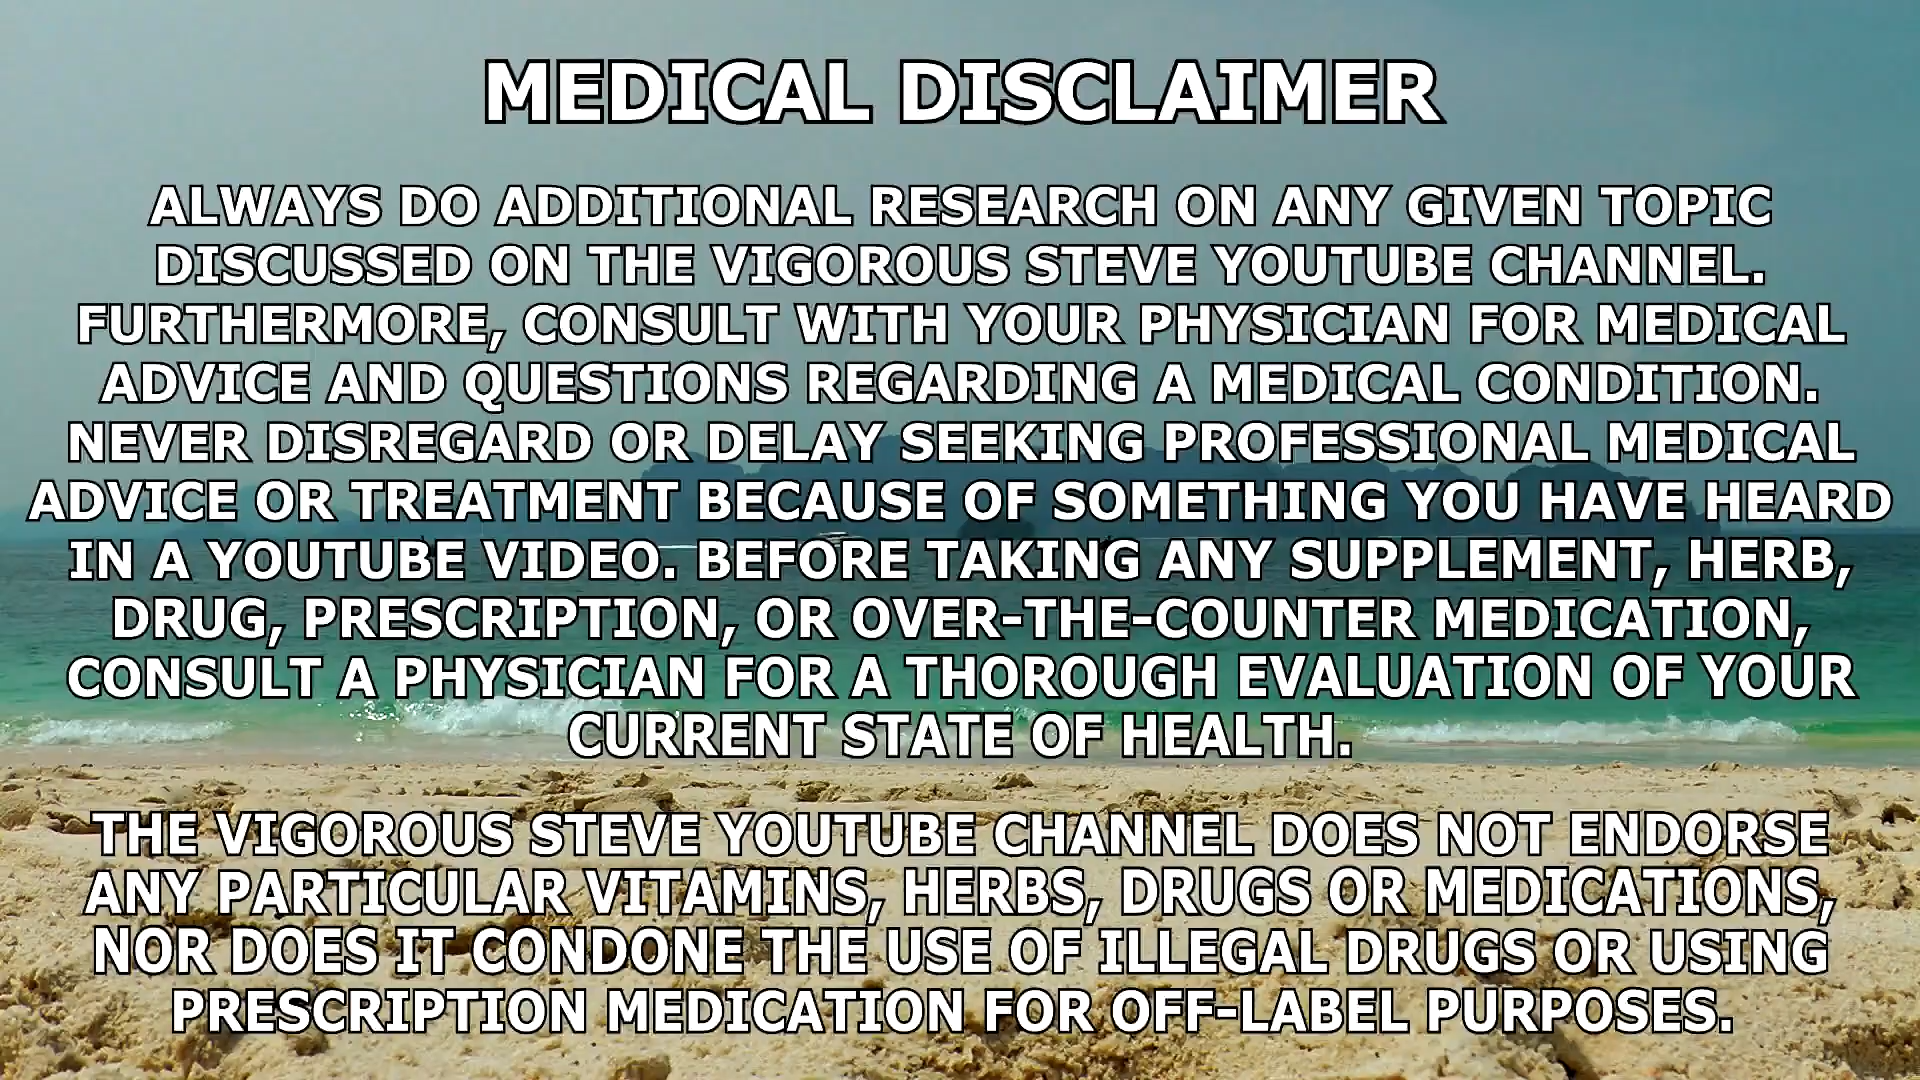 MEDICAL DISCLAIMER
ALWAYS DO ADDITIONAL RESEARCH ON ANY GIVEN TOPIC
DISCUSSED ON THE VIGOROUS STEVE YOUTUBE CHANNEL.
FURTHERMORE, CONSULT WITH YOUR PHYSICIAN FOR MEDICAL
ADVICE AND QUESTIONS REGARDING A MEDICAL CONDITION.
NEVER DISREGARD OR DELAY SEEKING PROFESSIONAL MEDICAL
ADVICE OR TREATMENT BECAUSE OF SOMETHING YOU HAVE HEARD
IN A YOUTUBE VIDEO. BEFORE TAKING ANY SUPPLEMENT, HERB,
DRUG, PRESCRIPTION, OR OVER-THE-COUNTER MEDICATION,
CONSULT A PHYSICIAN FOR A THOROUGH EVALUATION OF YOUR
CURRENT STATE OF HEALTH.
THE VIGOROUS STEVE YOUTUBE CHANNEL DOES NOT ENDORSE
ANY PARTICULAR VITAMINS, HERBS, DRUGS OR MEDICATIONS,
NOR DOES IT CONDONE THE USE OF ILLEGAL DRUGS OR USING
PRESCRIPTION MEDICATION FOR OFF-LABEL PURPOSES.